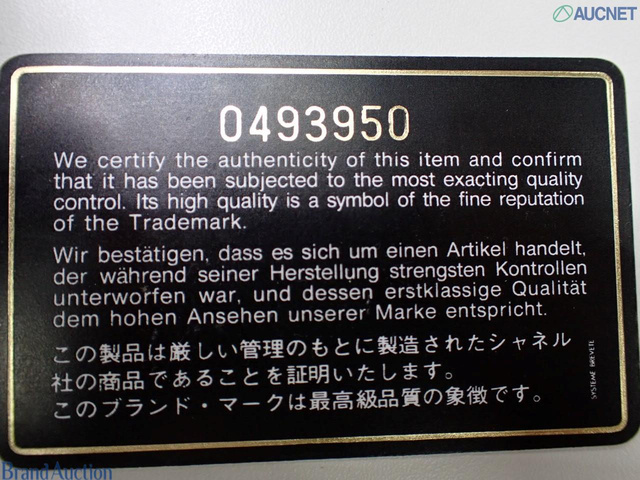 AUCNET
0493950
We certify the authenticity of this item and confirm
that it has been subjected to the most exacting quality
control. Its high quality is a symbol of the fine reputation
of the Trademark.
Wir bestätigen, dass es sich um einen Artikel handelt,
der während seiner Herstellung strengsten Kontrollen
unterworfen war, und dessen erstklassige Qualität
dem hohen Ansehen unserer Marke entspricht.
この製品は厳しい管理のもとに製造されたシャネル
社の商品であることを証明いたします。
このブランド・マークは最高級品質の象徴です。
SYSTEME BREVETE
Brand Auction